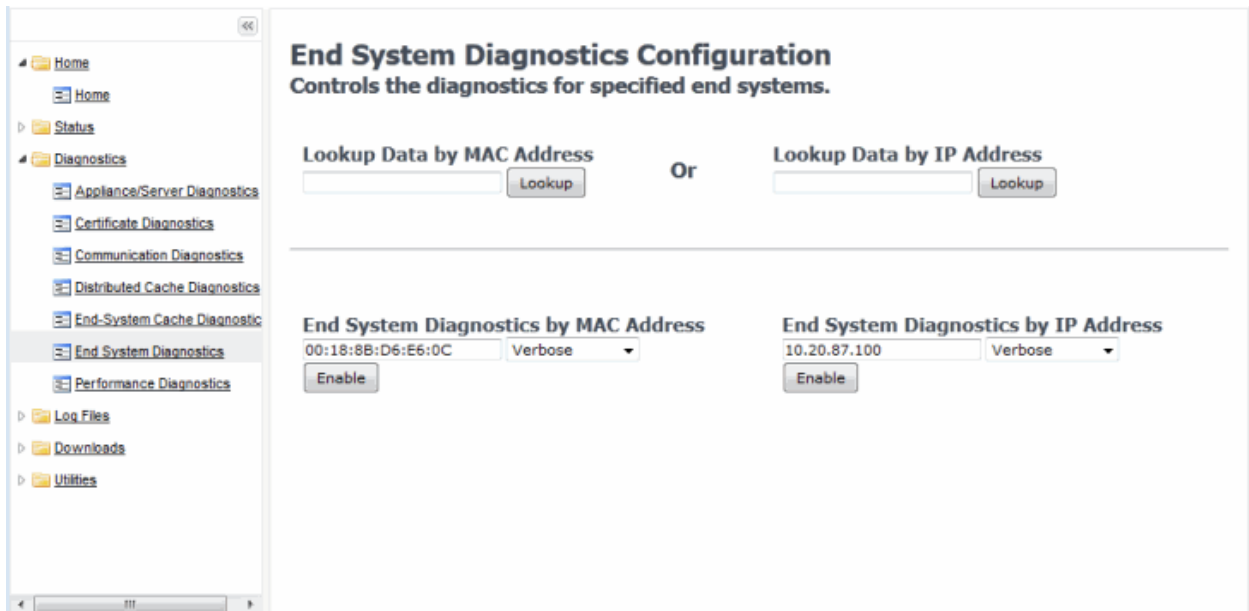 Home
Home
Status
Diagnostics
Appliance/Server Diagnostics
Certificate Diagnostics
Communication Diagnostics
Distributed Cache Diagnostics
End-System Cache Diagnostic
End System Diagnostics
Performance Diagnostics
Log Files
Downloads
Utilities
End System Diagnostics Configuration
Controls the diagnostics for specified end systems.
Lookup Data by MAC Address
Lookup
Or
Lookup Data by IP Address
Lookup
End System Diagnostics by MAC Address
00:18:8B:D6:E6:0C Verbose
Enable
End System Diagnostics by IP Address
10.20.87.100 Verbose
Enable